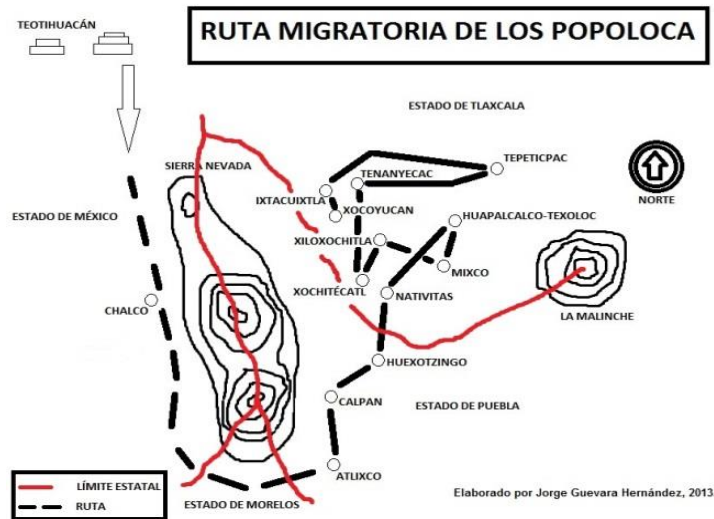 TEOTIHUACÁN
RUTA MIGRATORIA DE LOS POPOLOCA
ESTADO DE TLAXCALA
SIERRA NEVADA
TENANYECAC
TEPETICPAC
NORTE
IXTACUIXTLA
XOCOYUCAN
ESTADO DE MÉXICO
HUAPALCALCO-TEXOLOC
XILOXOCHITLA
MIXCO
XOCHITÉCATL
NATIVITAS
CHALCO
LA MALINCHE
HUEXOTZINGO
CALPAN
ESTADO DE PUEBLA
ATLIXCO
LÍMITE ESTATAL
RUTA
ESTADO DE MORELOS
Elaborado por Jorge Guevara Hernández, 2013